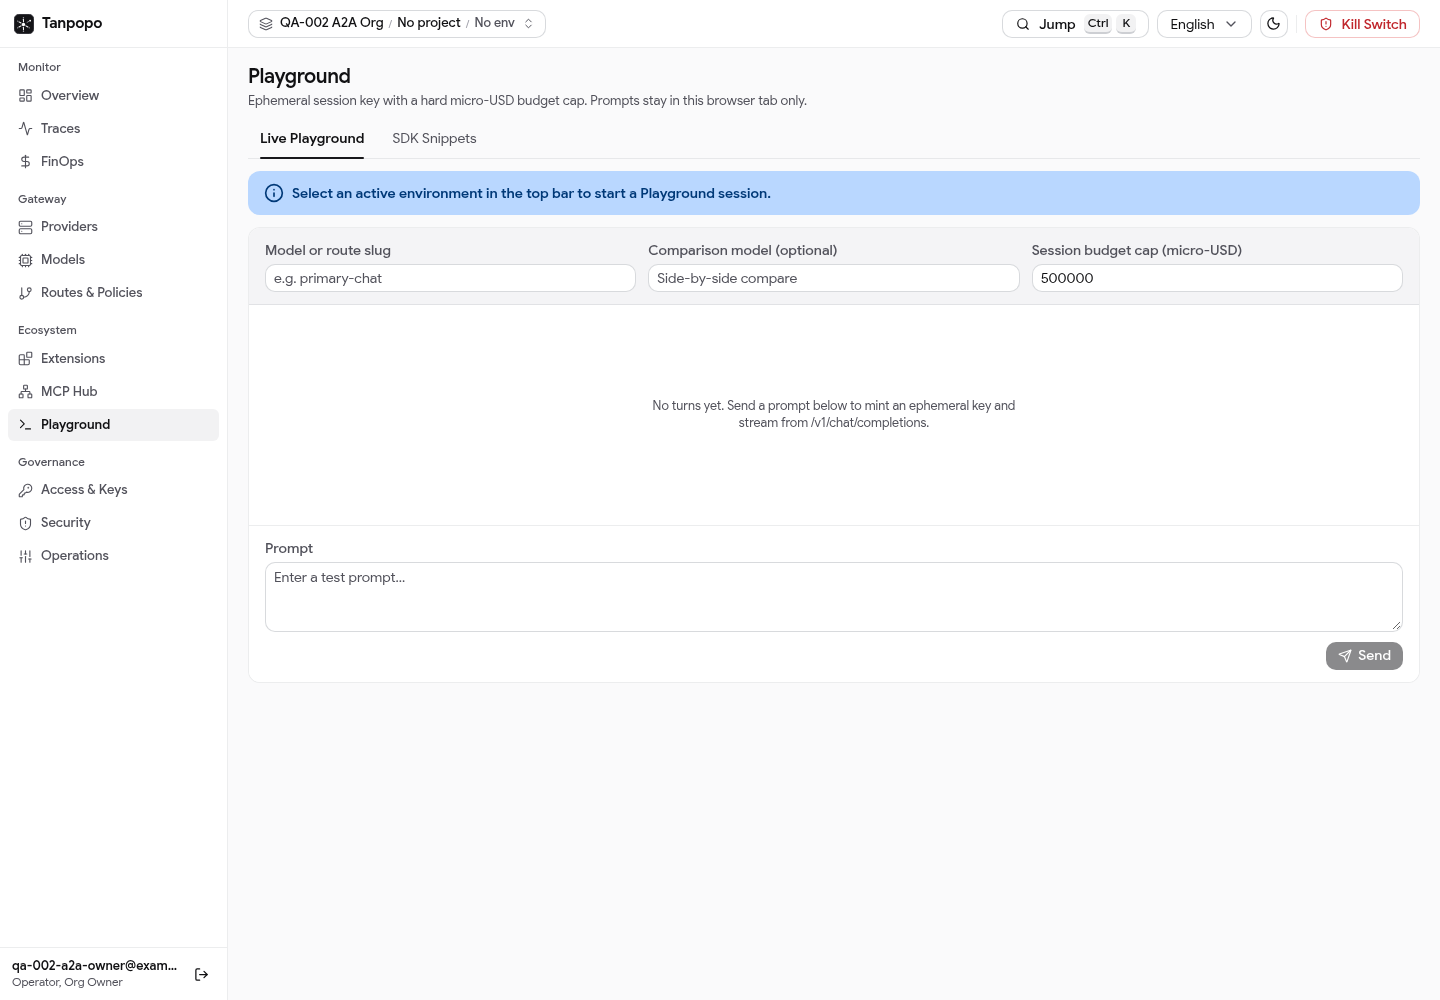 Tanpopo
QA-002 A2A Org / No project / No env
Jump Ctrl K
English
Kill Switch
Monitor
Overview
Traces
FinOps
Gateway
Providers
Models
Routes & Policies
Ecosystem
Extensions
MCP Hub
Playground
Governance
Access & Keys
Security
Operations
qa-002-a2a-owner@exam...
Operator, Org Owner
Playground
Ephemeral session key with a hard micro-USD budget cap. Prompts stay in this browser tab only.
Live Playground
SDK Snippets
Select an active environment in the top bar to start a Playground session.
Model or route slug
e.g. primary-chat
Comparison model (optional)
Side-by-side compare
Session budget cap (micro-USD)
500000
No turns yet. Send a prompt below to mint an ephemeral key and
stream from /v1/chat/completions.
Prompt
Enter a test prompt...
Send